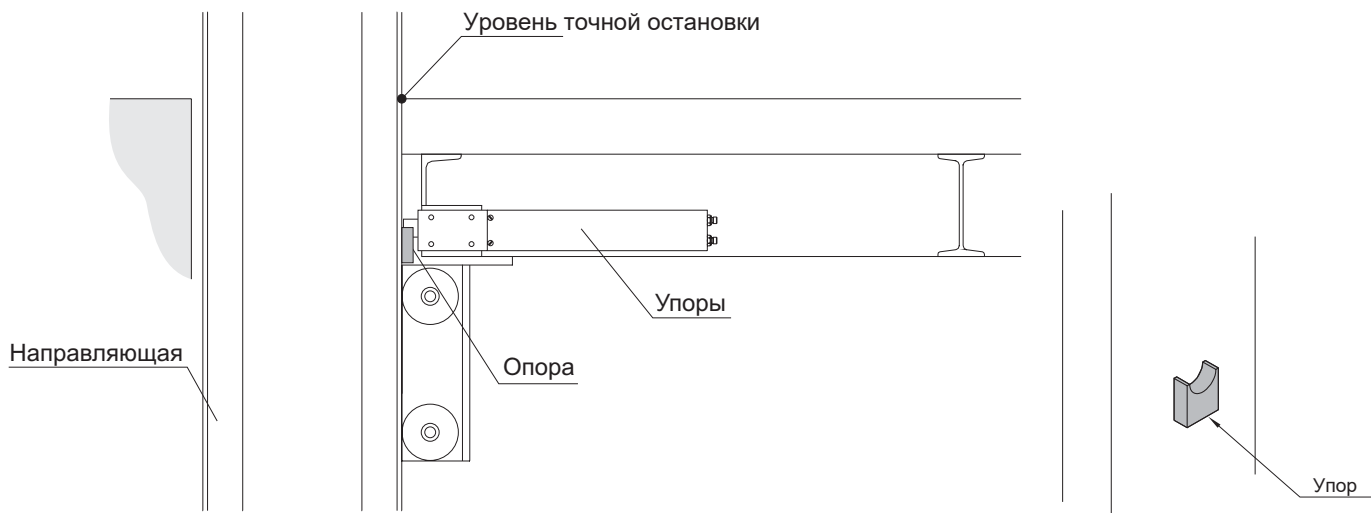 Уровень точной остановки
Упоры
Направляющая
Опора
Упор